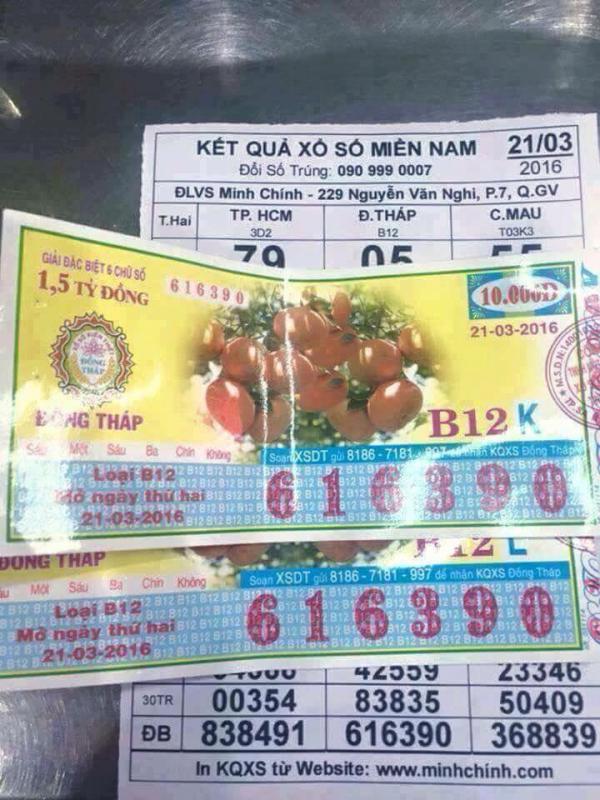 KẾT QUẢ XỔ SỐ MIỀN NAM 21/03
Đổi Số Trúng: 090 999 0007 2016
ĐLVS Minh Chính - 229 Nguyễn Văn Nghi, P.7, Q.GV
T.Hai TP. HCM Đ.THÁP C.MAU
3D2 B12 T03K3
79 05 55
GIẢI ĐẶC BIỆT 6 CHỮ SỐ
1,5 TỶ ĐỒNG
616390
10.000Đ
21-03-2016
ĐỒNG THÁP
ĐỒNG THÁP
B12 K
Sáu Một Sáu Ba Chín Không
Soạn XSDT gửi 8186 - 7181 - 997 để nhận KQXS Đồng Tháp
Loại B12
Mở ngày thứ hai
21-03-2016
616390
ĐỒNG THÁP
B12 L
Một Sáu Ba Chín Không
Soạn XSDT gửi 8186 - 7181 - 997 để nhận KQXS Đồng Tháp
Loại B12
Mở ngày thứ hai
21-03-2016
616390
42559 23346
30TR 00354 83835 50409
ĐB 838491 616390 368839
In KQXS từ Website: www.minhchinh.com